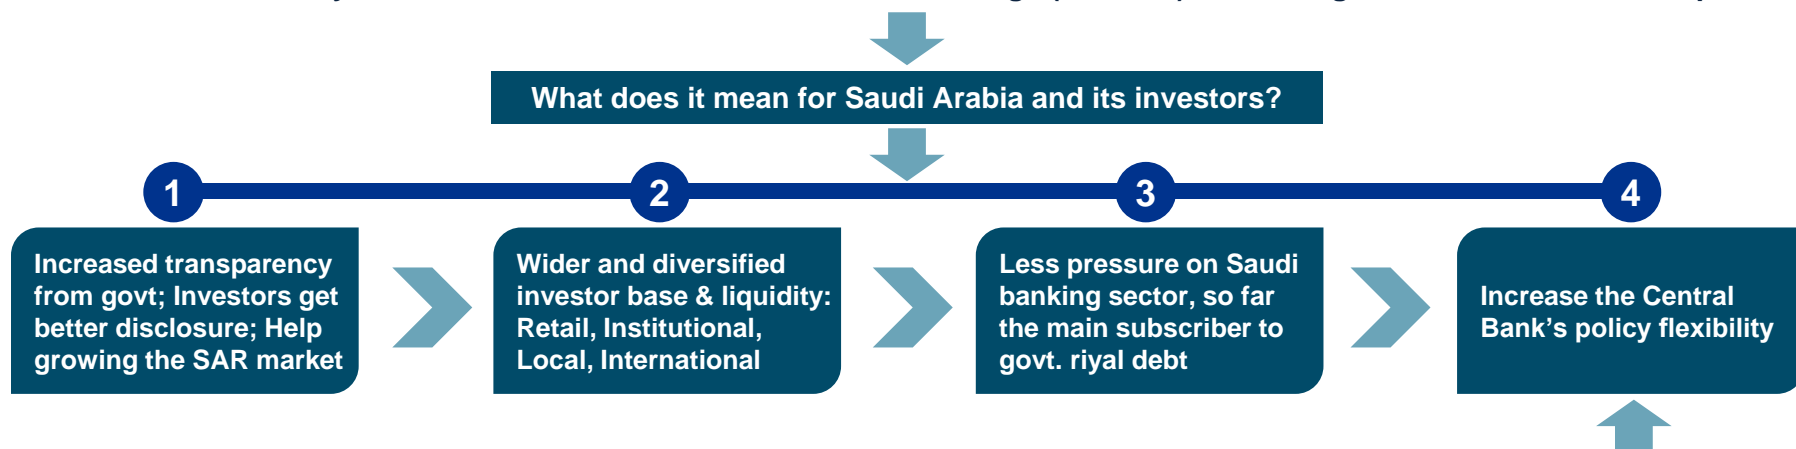 What does it mean for Saudi Arabia and its investors?
1
2
3
4
Increased transparency
from govt; Investors get
better disclosure; Help
growing the SAR market
Wider and diversified
investor base & liquidity:
Retail, Institutional,
Local, International
Less pressure on Saudi
banking sector, so far
the main subscriber to
govt. riyal debt
Increase the Central
Bank’s policy flexibility